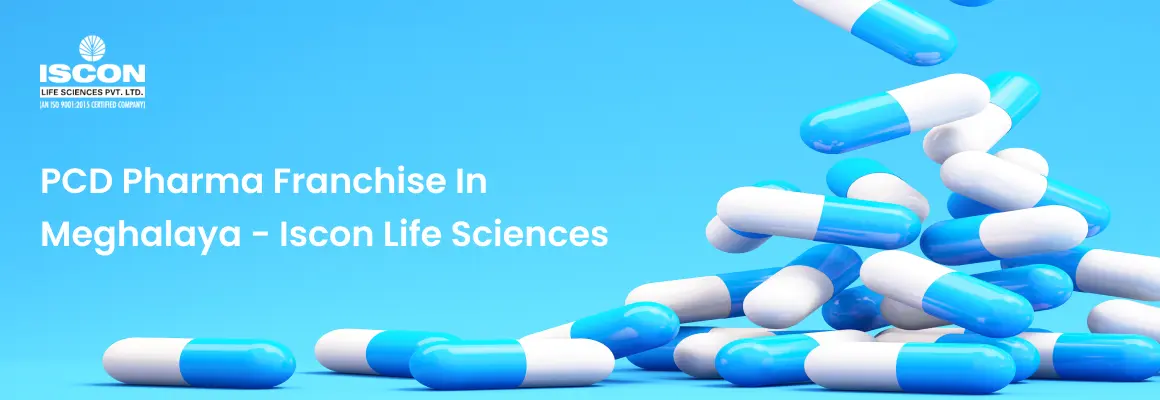 ISCON
LIFE SCIENCES PVT. LTD.
[AN ISO 9001:2015 CERTIFIED COMPANY]
PCD Pharma Franchise In
Meghalaya - Iscon Life Sciences